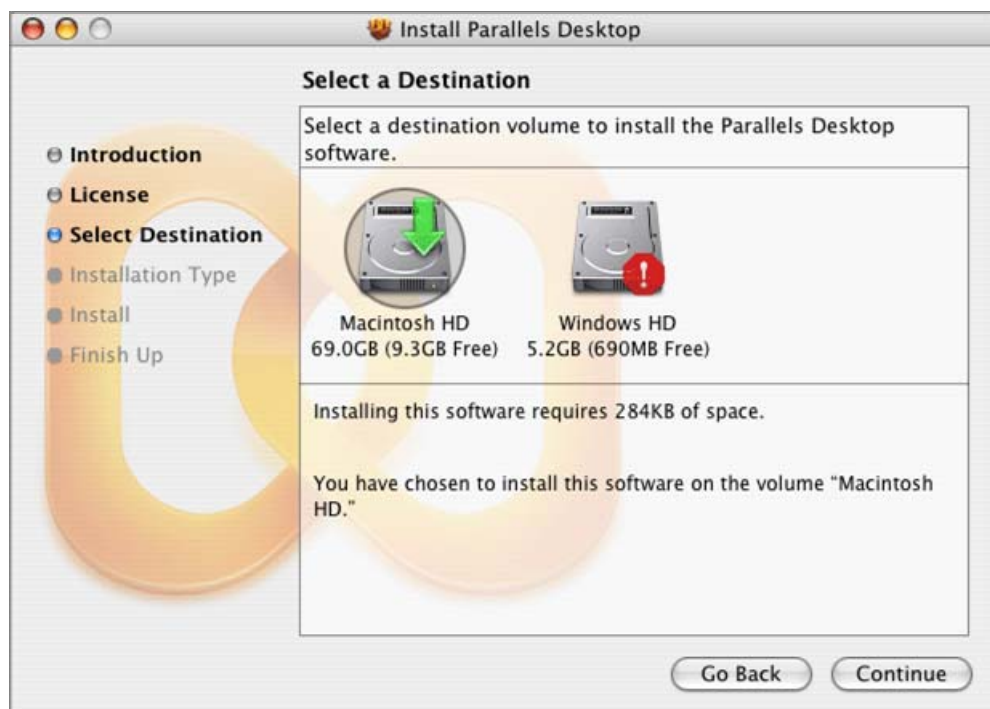 Install Parallels Desktop
Select a Destination
Introduction
License
Select Destination
Installation Type
Install
Finish Up
Select a destination volume to install the Parallels Desktop
software.
Macintosh HD
69.0GB (9.3GB Free)
Windows HD
5.2GB (690MB Free)
Installing this software requires 284KB of space.
You have chosen to install this software on the volume “Macintosh
HD.”
Go Back
Continue